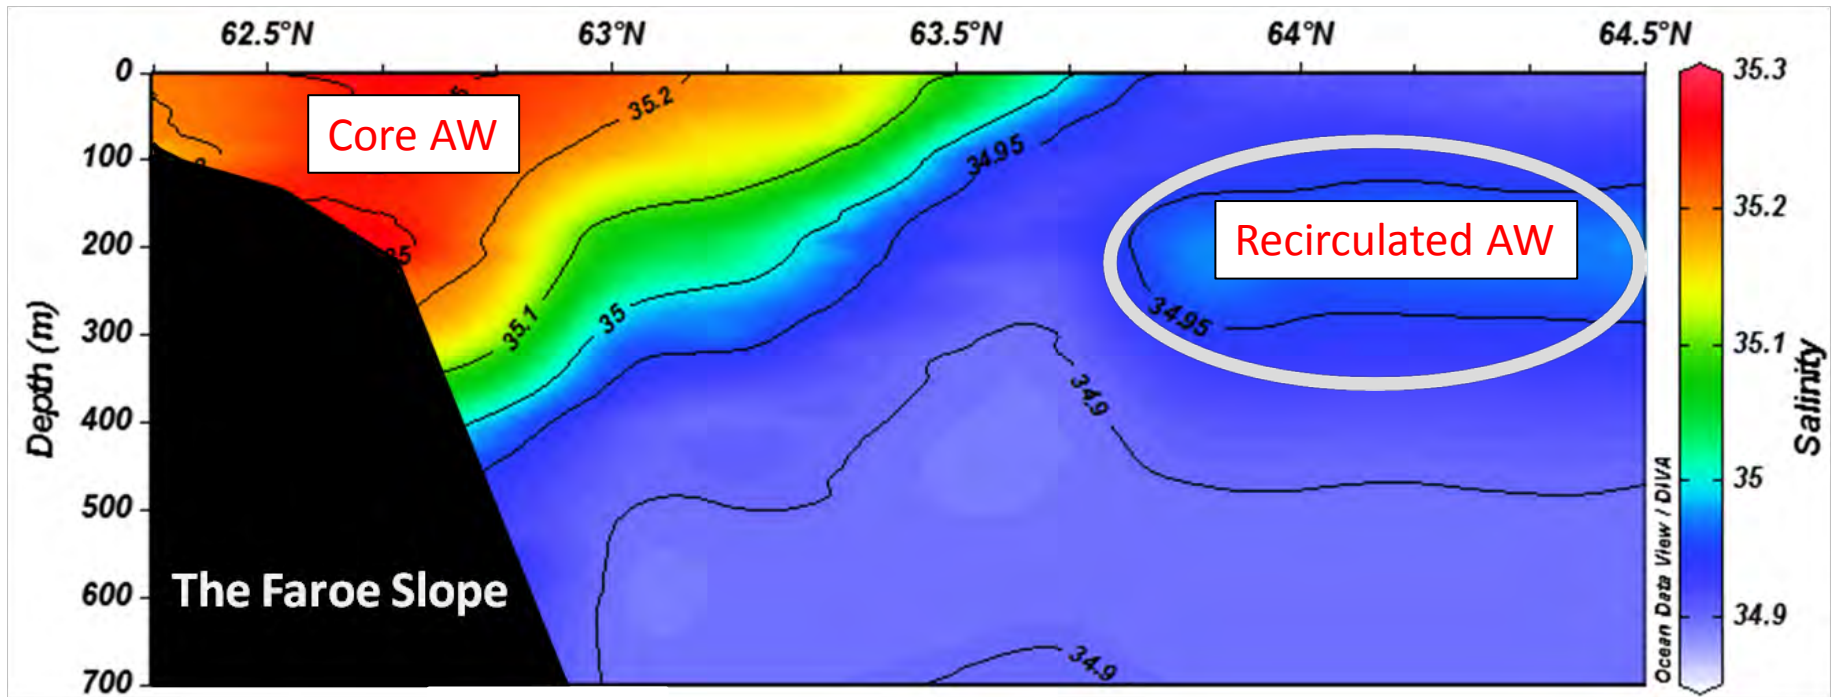 62.5°N 63°N 63.5°N 64°N 64.5°N
0
100
200
300
400
500
600
700
Depth (m)
Core AW
Recirculated AW
The Faroe Slope
35.2
35.1
35
34.95
34.95
34.9
34.9
35.3
35.2
35.1
35
34.9
Salinity
Ocean Data View / DIVA